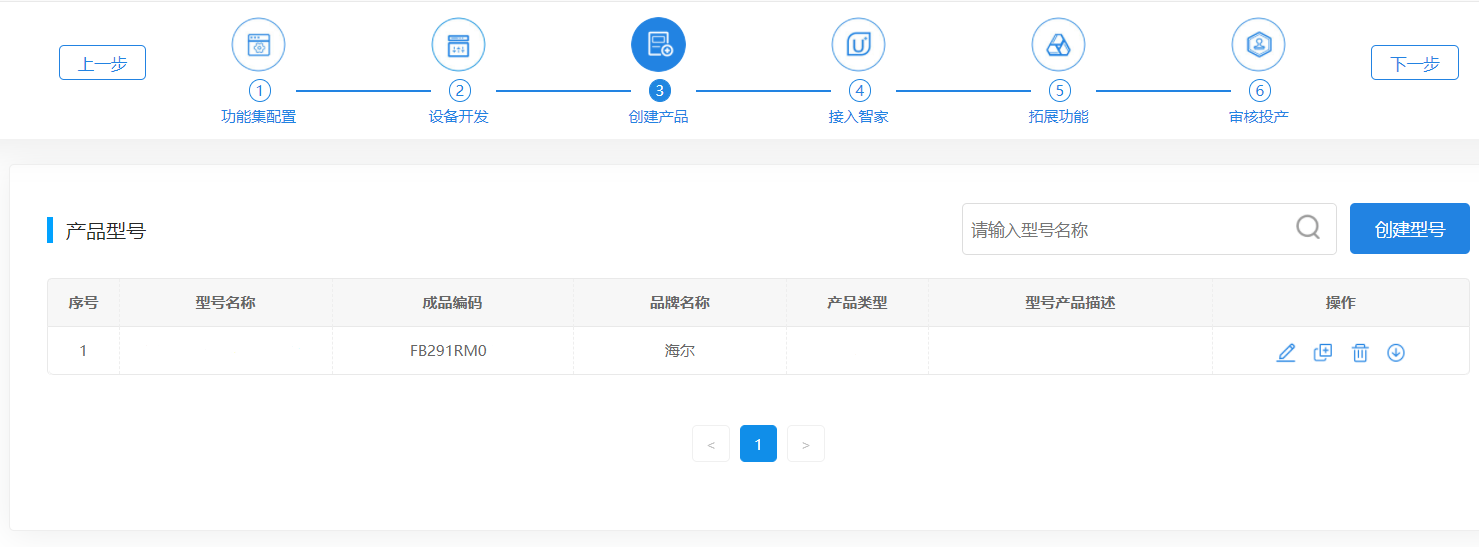 上一步
下一步
1
2
3
4
5
6
功能集配置
设备开发
创建产品
接入智家
拓展功能
审核投产
产品型号
请输入型号名称
创建型号
序号 型号名称 成品编码 品牌名称 产品类型 型号产品描述 操作
1 FB291RM0 海尔
< 1 >